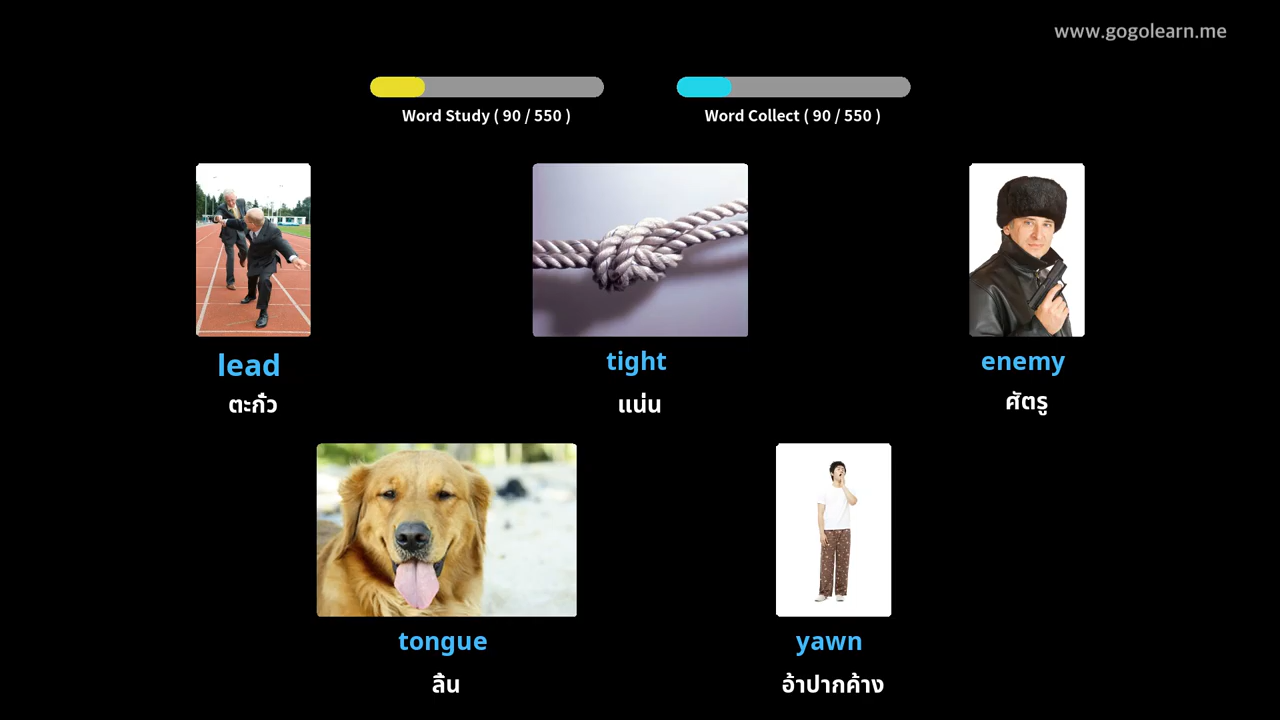 www.gogolearn.me
Word Study ( 90 / 550 )
Word Collect ( 90 / 550 )
lead
ตะกั่ว
tight
แน่น
enemy
ศัตรู
tongue
ลิ้น
yawn
อ้าปากค้าง